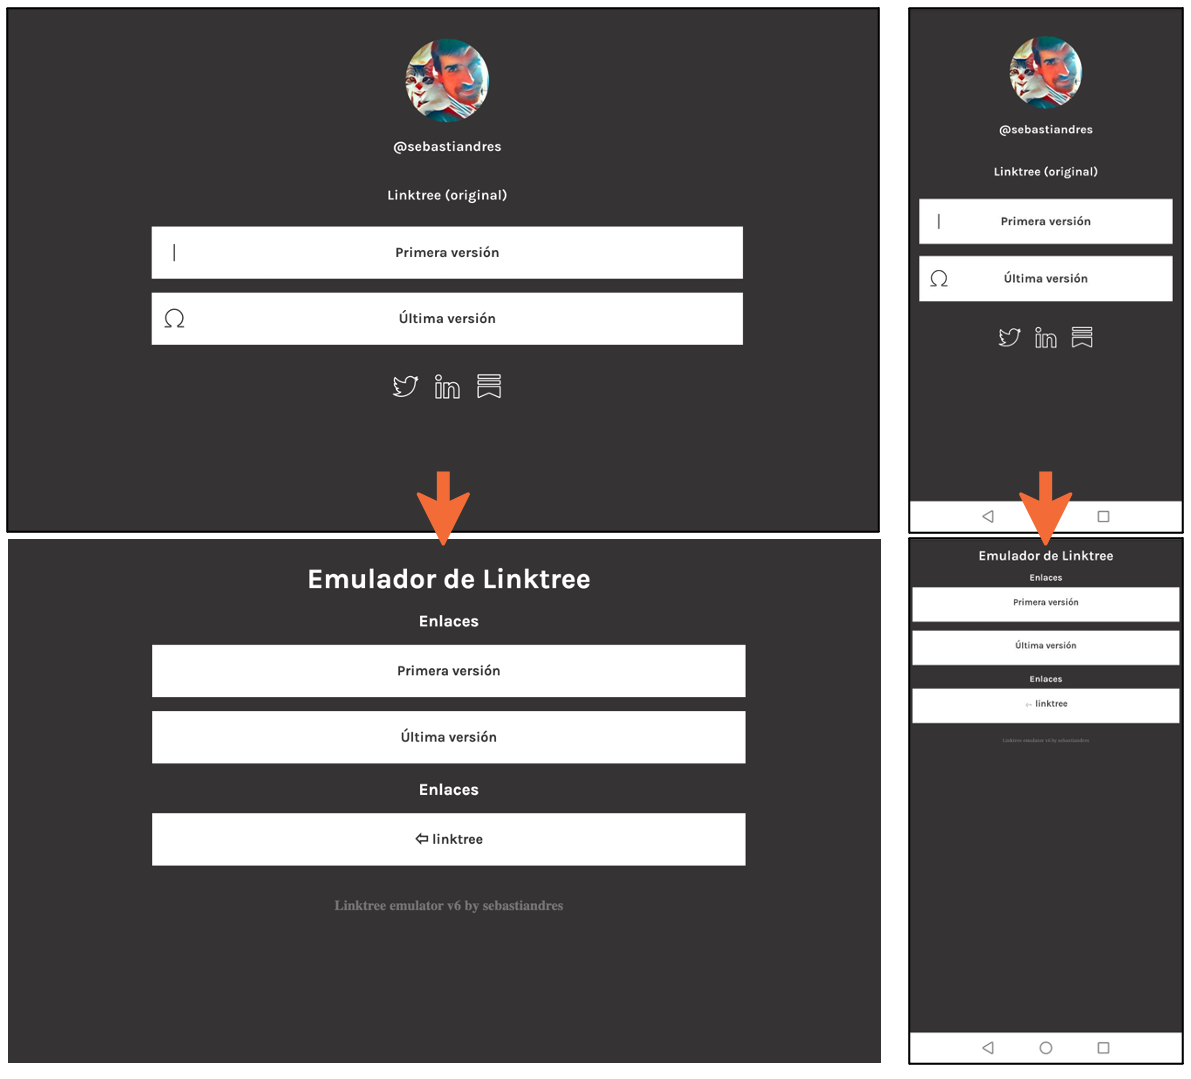 @sebastiandres
Linktree (original)
Primera versión
Última versión
Emulador de Linktree
Enlaces
Primera versión
Última versión
Enlaces
⇦ linktree
Linktree emulator v6 by sebastiandres
@sebastiandres
Linktree (original)
Primera versión
Ω Última versión
Emulador de Linktree
Enlaces
Primera versión
Última versión
Enlaces
⇦ linktree
Linktree emulator v6 by sebastiandres